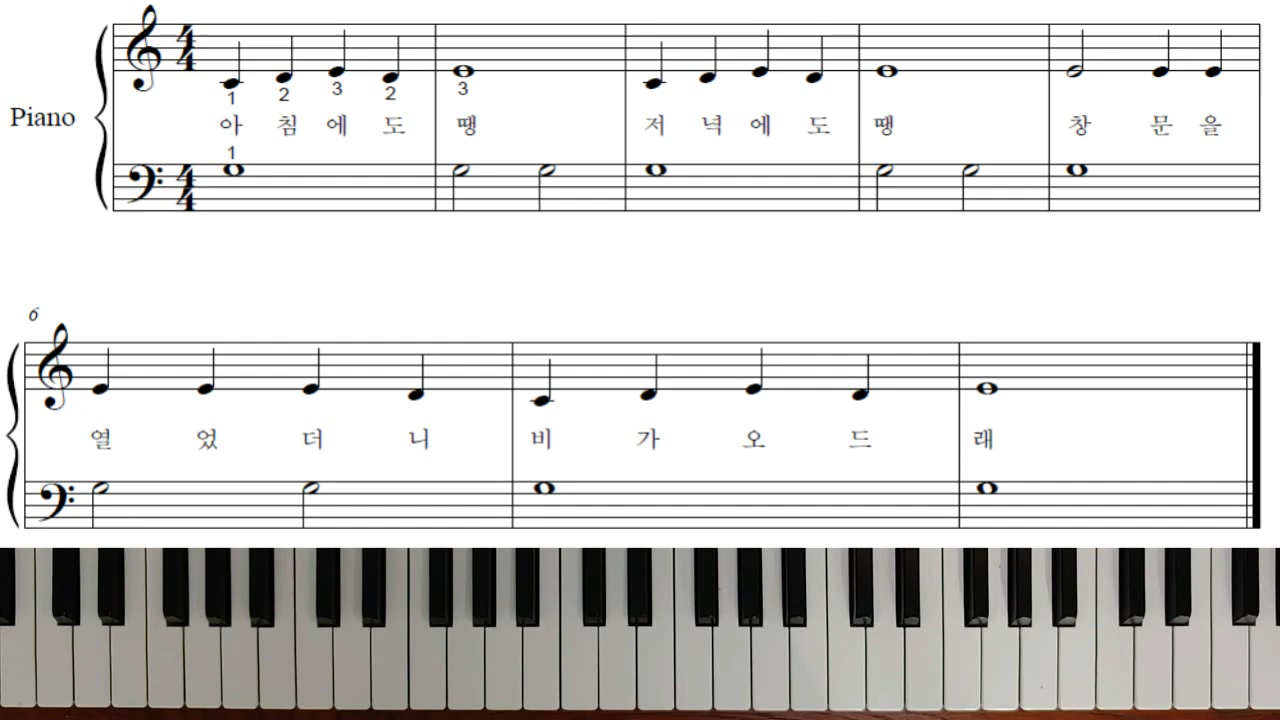 1 2 3 2 3
Piano 아 침 에 도 땡 저 녁 에 도 땡 창 문 을
1
6
열 었 더 니 비 가 오 드 래